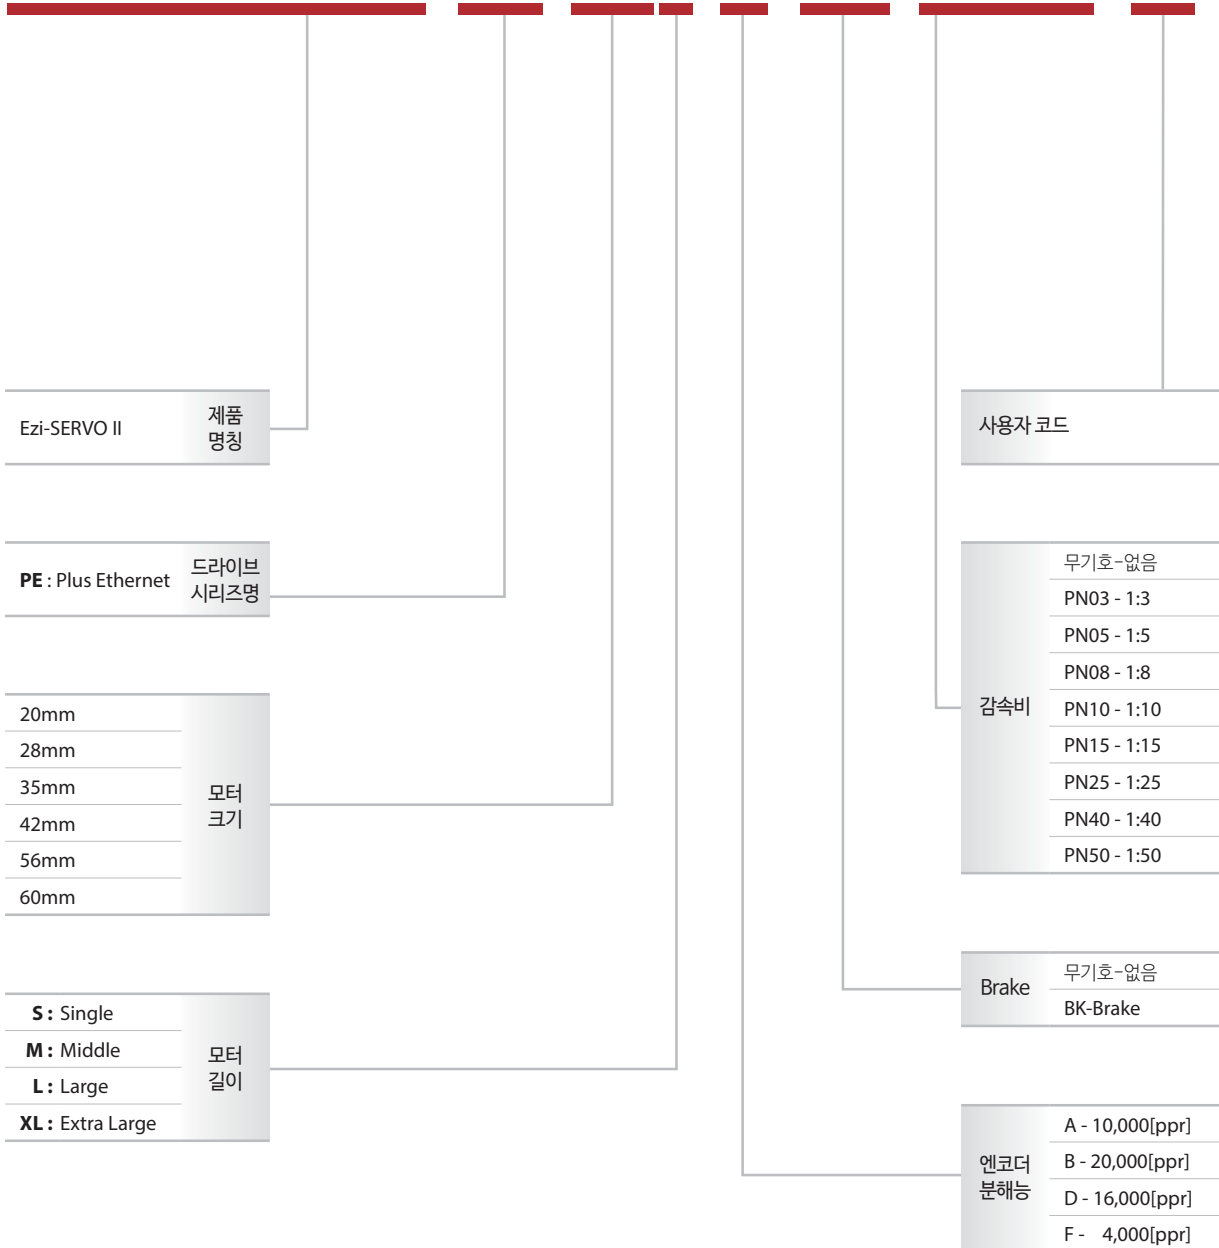 Ezi-SERVO II
제품
명칭
PE : Plus Ethernet
드라이브
시리즈명
20mm
28mm
35mm
42mm
56mm
60mm
모터
크기
S : Single
M : Middle
L : Large
XL : Extra Large
모터
길이
사용자 코드
감속비
무기호-없음
PN03 - 1:3
PN05 - 1:5
PN08 - 1:8
PN10 - 1:10
PN15 - 1:15
PN25 - 1:25
PN40 - 1:40
PN50 - 1:50
Brake
무기호-없음
BK-Brake
엔코더
분해능
A - 10,000[ppr]
B - 20,000[ppr]
D - 16,000[ppr]
F - 4,000[ppr]